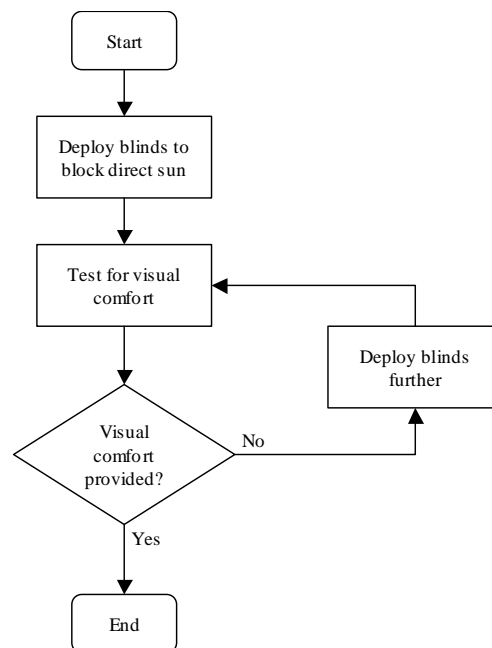 Start
Deploy blinds to
block direct sun
Test for visual
comfort
Deploy blinds
further
Visual
comfort
provided?
No
Yes
End